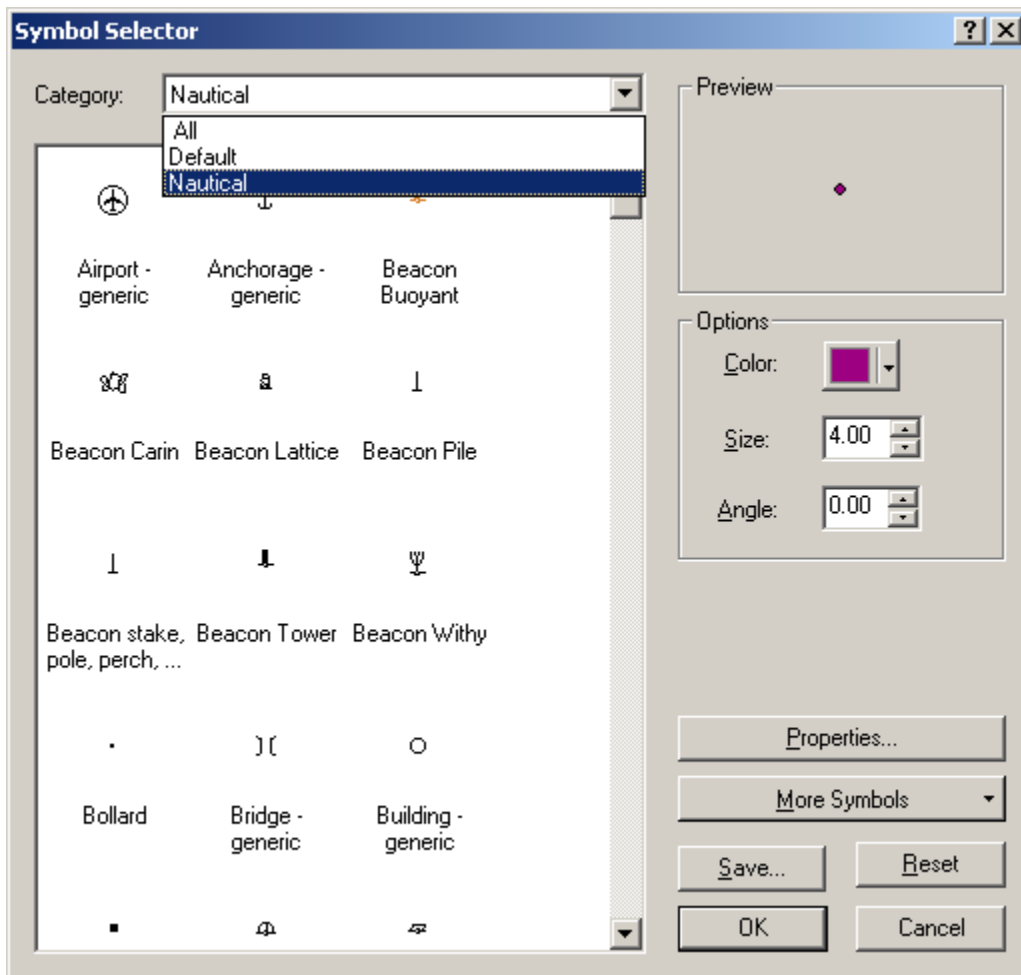 Symbol Selector
Category:
Nautical
All
Default
Nautical
Airport -
generic
Anchorage -
generic
Beacon
Buoyant
Beacon Carin
Beacon Lattice
Beacon Pile
Beacon stake,
pole, perch, ...
Beacon Tower
Beacon Withy
Bollard
Bridge -
generic
Building -
generic
Preview
Options
Color:
Size:
4.00
Angle:
0.00
Properties...
More Symbols
Save...
Reset
OK
Cancel